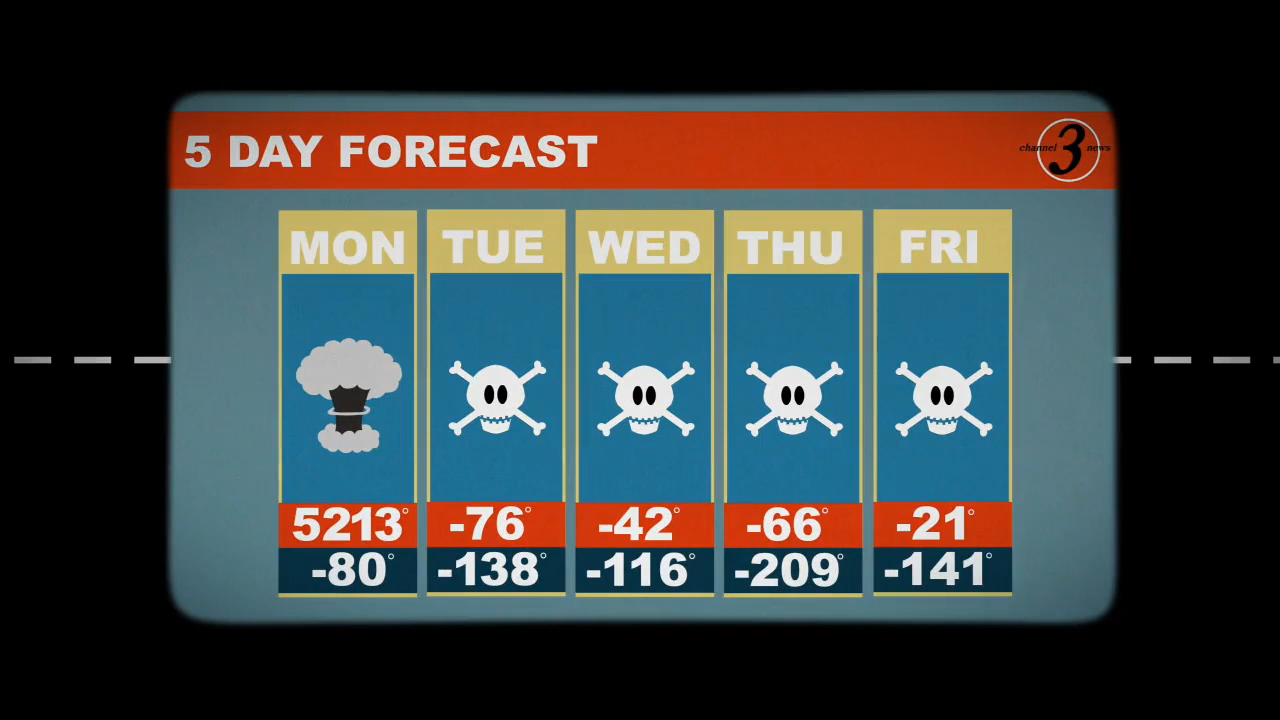 5 DAY FORECAST
channel 3 news
MON TUE WED THU FRI
5213° -76° -42° -66° -21°
-80° -138° -116° -209° -141°